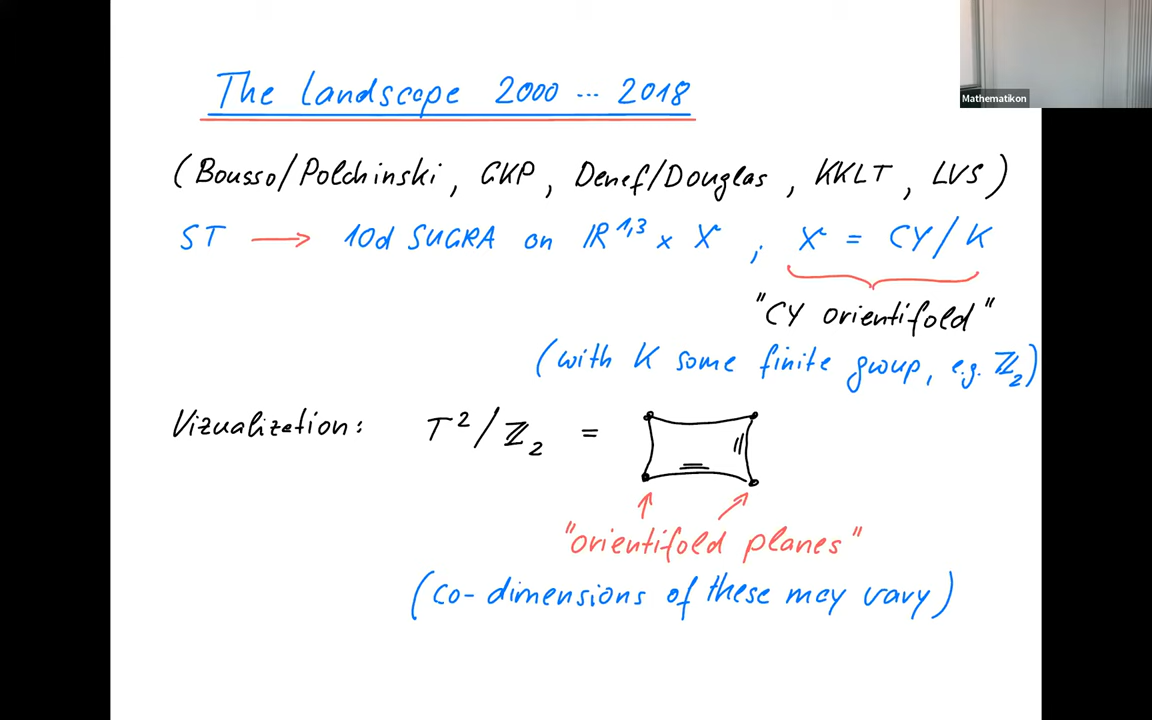 The Landscape 2000 ... 2018
Mathematikon
(Bousso/Polchinski, GKP, Denef/Douglas, KKLT, LVS)
ST → 10d SUGRA on ℝ^1,3 × X ; X = CY/K
"CY orientifold"
(with K some finite group, e.g. ℤ₂)
Vizualization: T²/ℤ₂ =
"orientifold planes"
(co-dimensions of these may vary)